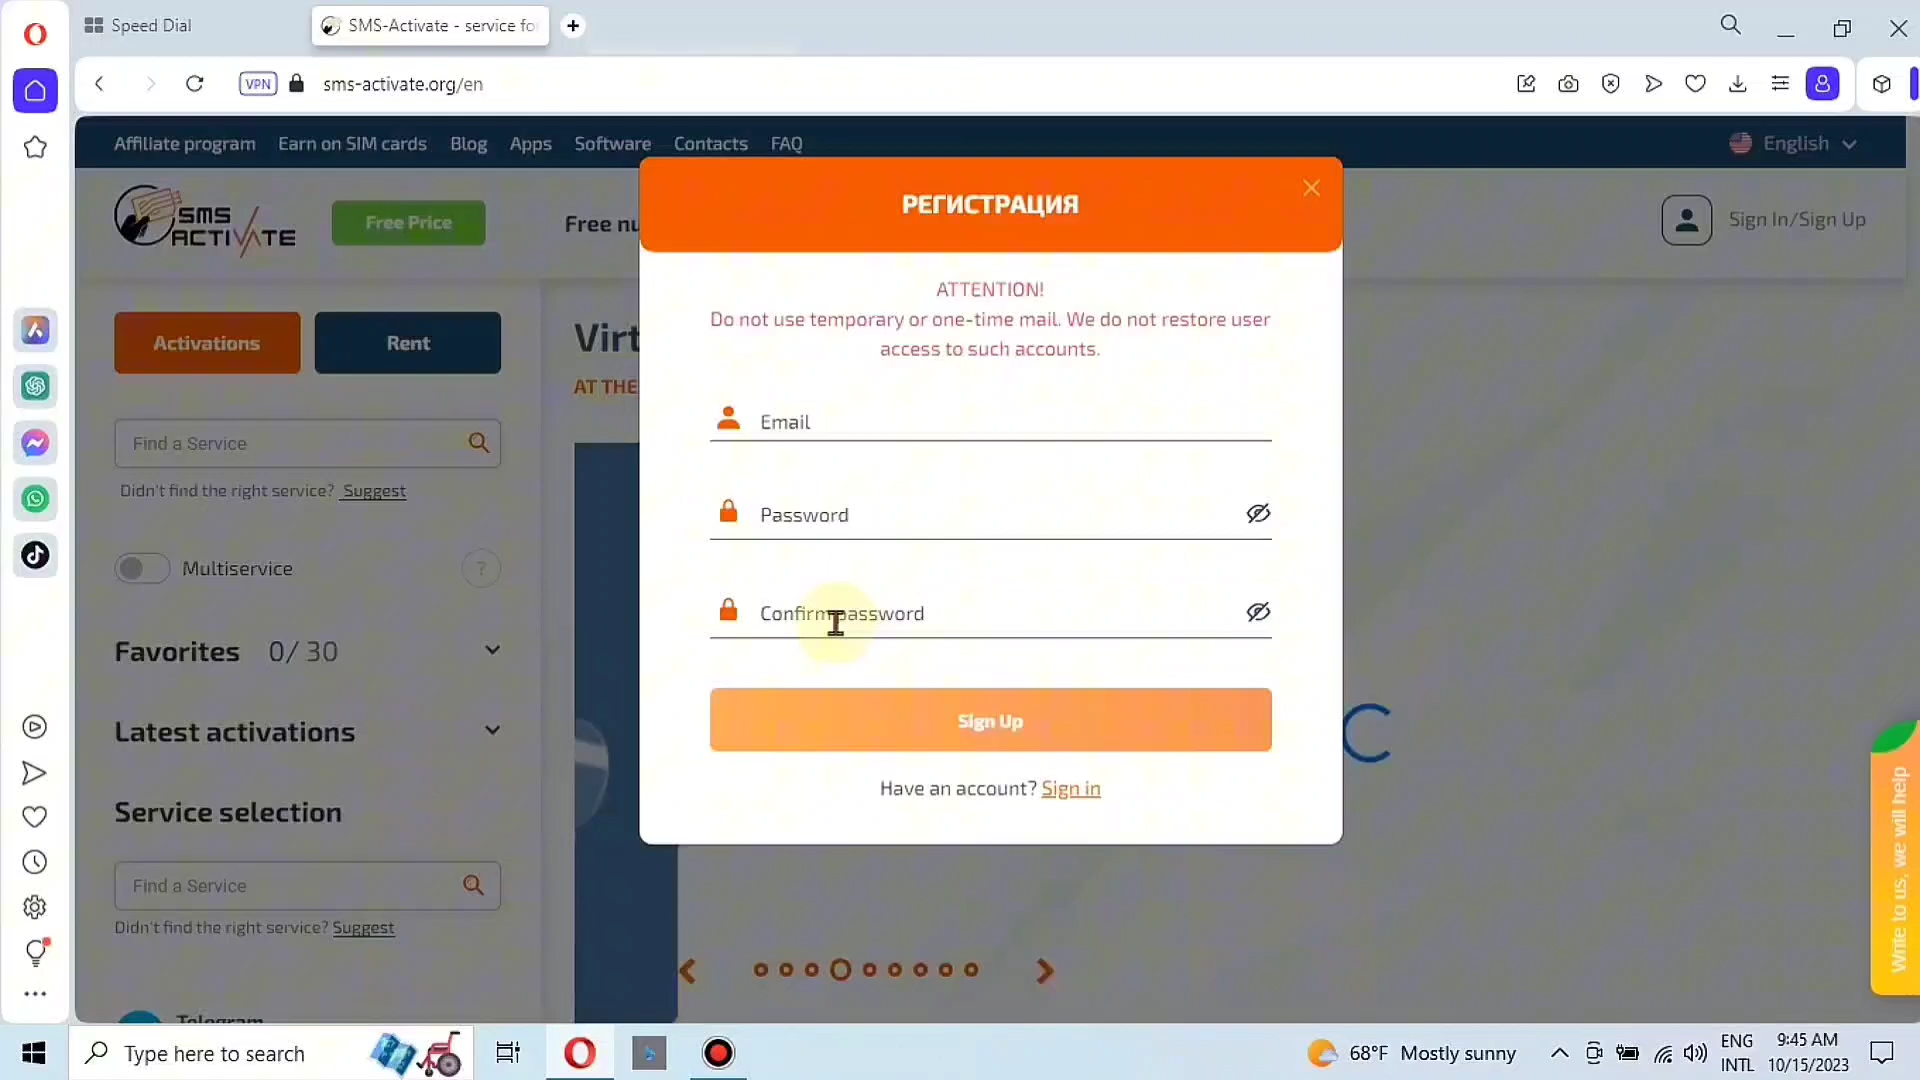 Speed Dial
SMS-Activate - service for
VPN
sms-activate.org/en
Affiliate program Earn on SIM cards Blog Apps Software Contacts FAQ
English
SMS
ACTIVATE
Free Price
Free nu
Sign In/Sign Up
РЕГИСТРАЦИЯ
ATTENTION!
Do not use temporary or one-time mail. We do not restore user
access to such accounts.
Email
Password
Confirm password
Sign Up
Have an account? Sign in
Activations
Rent
Virt
AT THE
Find a Service
Didn't find the right service? Suggest
Multiservice
?
Favorites 0/ 30
Latest activations
Service selection
Find a Service
Didn't find the right service? Suggest
Telegram
Write to us, we will help
Type here to search
68°F Mostly sunny
ENG
INTL
9:45 AM
10/15/2023